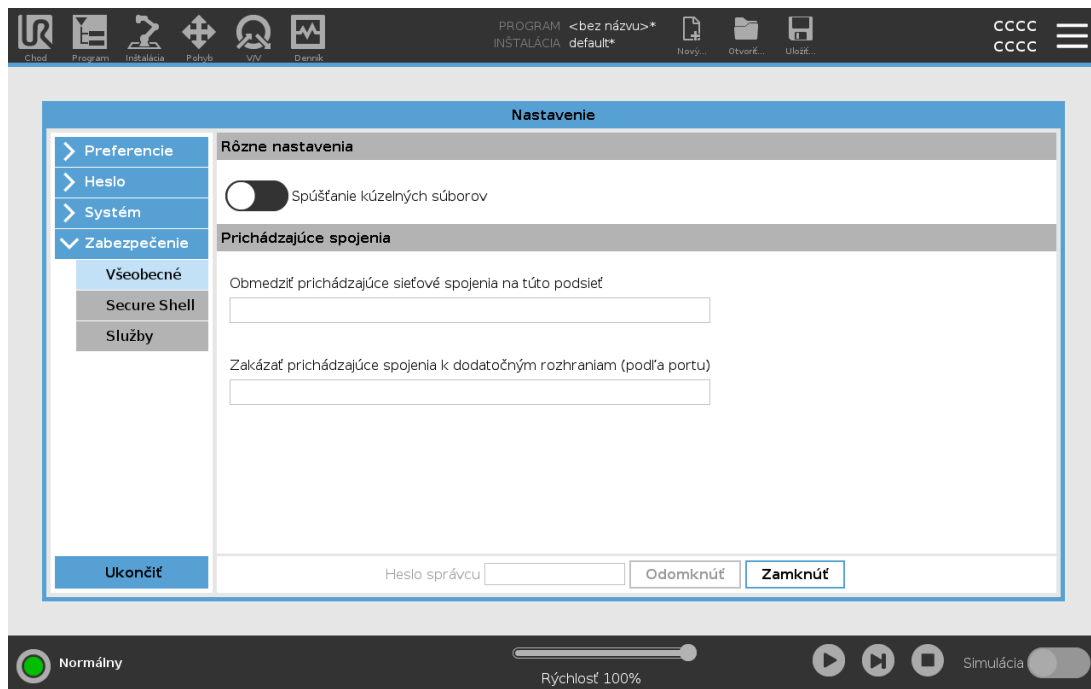 PROGRAM <bez názvu>*
INŠTALÁCIA default*
CCCC
CCCC
Chod
Program
Inštalácia
Pohyb
V/V
Denník
Nový...
Otvoriť...
Uložiť...
Nastavenie
Preferencie
Heslo
Systém
Zabezpečenie
Všeobecné
Secure Shell
Služby
Ukončiť
Rôzne nastavenia
Spúšťanie kúzelných súborov
Prichádzajúce spojenia
Obmedziť prichádzajúce sieťové spojenia na túto podsieť
Zakázať prichádzajúce spojenia k dodatočným rozhraniam (podľa portu)
Heslo správcu
Odomknúť
Zamknúť
Normálny
Rýchlosť 100%
Simulácia